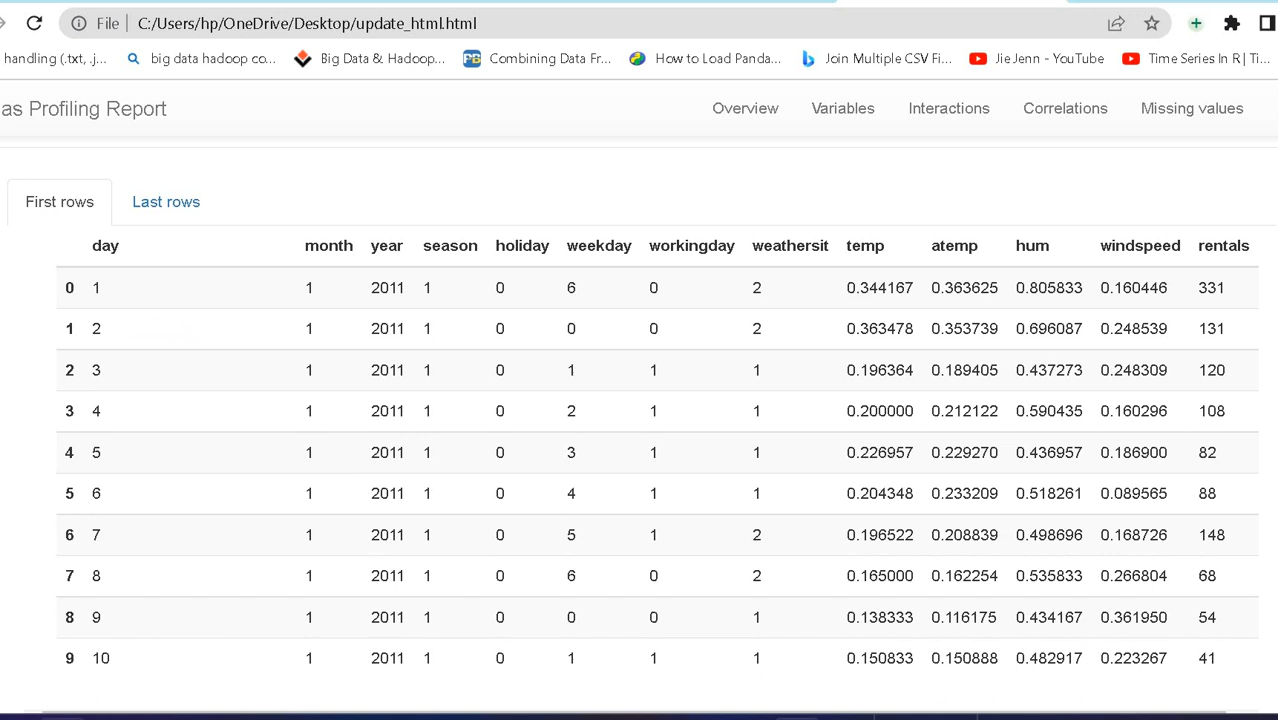 File | C:/Users/hp/OneDrive/Desktop/update_html.html
handling (.txt, .j... big data hadoop co... Big Data & Hadoop... Combining Data Fr... How to Load Panda... Join Multiple CSV Fi... Jie Jenn - YouTube Time Series In R | Ti...
as Profiling Report Overview Variables Interactions Correlations Missing values
First rows Last rows
day month year season holiday weekday workingday weathersit temp atemp hum windspeed rentals
0 1 1 2011 1 0 6 0 2 0.344167 0.363625 0.805833 0.160446 331
1 2 1 2011 1 0 0 0 2 0.363478 0.353739 0.696087 0.248539 131
2 3 1 2011 1 0 1 1 1 0.196364 0.189405 0.437273 0.248309 120
3 4 1 2011 1 0 2 1 1 0.200000 0.212122 0.590435 0.160296 108
4 5 1 2011 1 0 3 1 1 0.226957 0.229270 0.436957 0.186900 82
5 6 1 2011 1 0 4 1 1 0.204348 0.233209 0.518261 0.089565 88
6 7 1 2011 1 0 5 1 2 0.196522 0.208839 0.498696 0.168726 148
7 8 1 2011 1 0 6 0 2 0.165000 0.162254 0.535833 0.266804 68
8 9 1 2011 1 0 0 0 1 0.138333 0.116175 0.434167 0.361950 54
9 10 1 2011 1 0 1 1 1 0.150833 0.150888 0.482917 0.223267 41